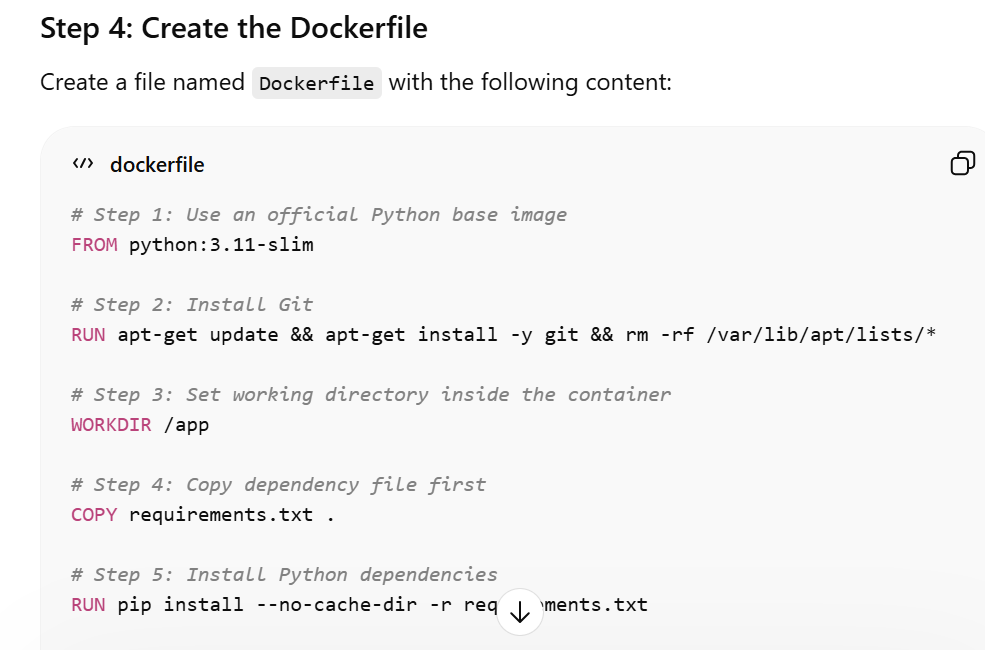 Step 4: Create the Dockerfile
Create a file named Dockerfile with the following content:
dockerfile
# Step 1: Use an official Python base image
FROM python:3.11-slim
# Step 2: Install Git
RUN apt-get update && apt-get install -y git && rm -rf /var/lib/apt/lists/*
# Step 3: Set working directory inside the container
WORKDIR /app
# Step 4: Copy dependency file first
COPY requirements.txt .
# Step 5: Install Python dependencies
RUN pip install --no-cache-dir -r req ments.txt